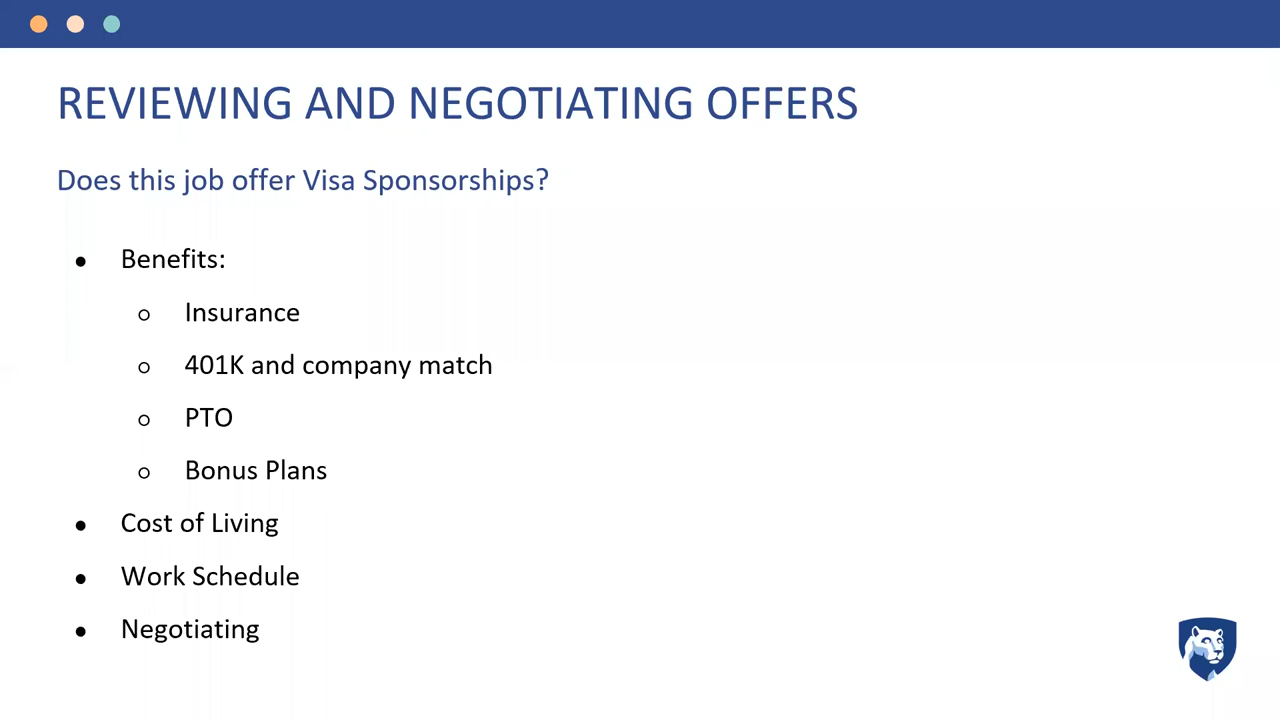 REVIEWING AND NEGOTIATING OFFERS
Does this job offer Visa Sponsorships?
● Benefits:
○ Insurance
○ 401K and company match
○ PTO
○ Bonus Plans
● Cost of Living
● Work Schedule
● Negotiating